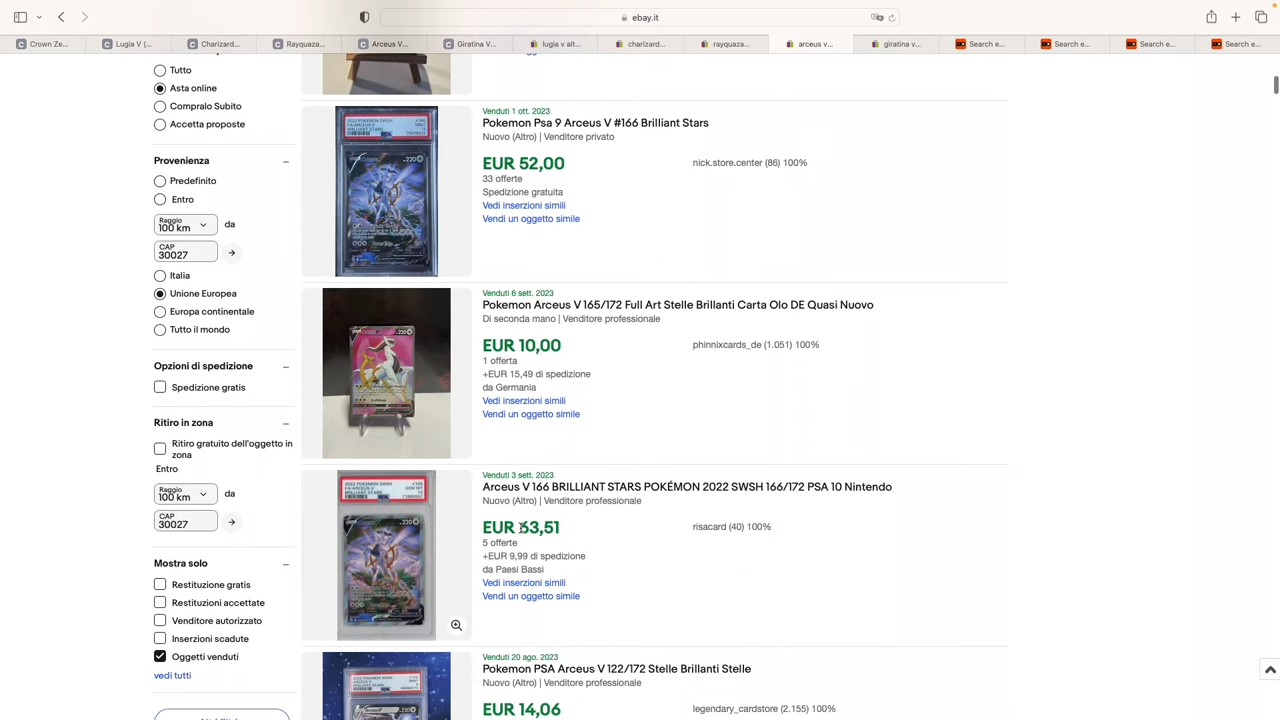 ebay.it
Crown Ze...
Lugia V (...
Charizard...
Rayquaza...
Arceus V...
Giratina V...
lugia v alt...
charizard...
rayquaza...
arceus v...
giratina v...
Search e...
Search e...
Search e...
Search e...
Tutto
Asta online
Compralo Subito
Accetta proposte
Provenienza
Predefinito
Entro
Raggio
100 km
da
CAP
30027
Italia
Unione Europea
Europa continentale
Tutto il mondo
Opzioni di spedizione
Spedizione gratis
Ritiro in zona
Ritiro gratuito dell'oggetto in
zona
Entro
Raggio
100 km
da
CAP
30027
Mostra solo
Restituzione gratis
Restituzioni accettate
Venditore autorizzato
Inserzioni scadute
Oggetti venduti
vedi tutti
Venduti 1 ott. 2023
Pokemon Psa 9 Arceus V #166 Brilliant Stars
Nuovo (Altro) | Venditore privato
EUR 52,00
nick.store.center (86) 100%
33 offerte
Spedizione gratuita
Vedi inserzioni simili
Vendi un oggetto simile
Venduti 6 sett. 2023
Pokemon Arceus V 165/172 Full Art Stelle Brillanti Carta Olo DE Quasi Nuovo
Di seconda mano | Venditore professionale
EUR 10,00
phinnixcards_de (1.051) 100%
1 offerta
+EUR 15,49 di spedizione
da Germania
Vedi inserzioni simili
Vendi un oggetto simile
Venduti 3 sett. 2023
Arceus V 166 BRILLIANT STARS POKÉMON 2022 SWSH 166/172 PSA 10 Nintendo
Nuovo (Altro) | Venditore professionale
EUR 63,51
risacard (40) 100%
5 offerte
+EUR 9,99 di spedizione
da Paesi Bassi
Vedi inserzioni simili
Vendi un oggetto simile
Venduti 20 ago. 2023
Pokemon PSA Arceus V 122/172 Stelle Brillanti Stelle
Nuovo (Altro) | Venditore professionale
EUR 14,06
legendary_cardstore (2.155) 100%